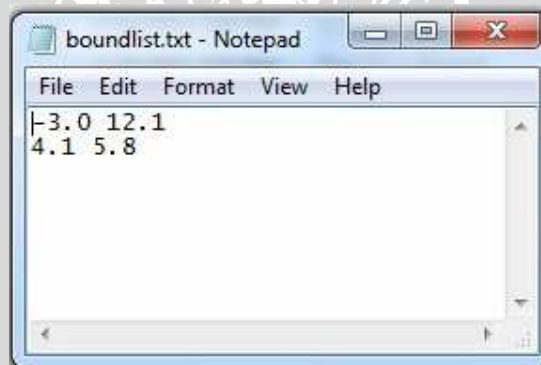 boundlist.txt - Notepad
File Edit Format View Help
-3.0 12.1
4.1 5.8